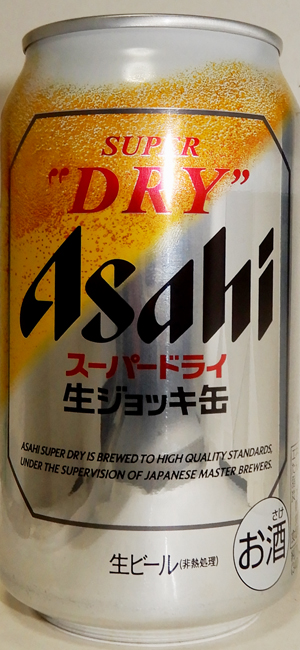 SUPER
"DRY"
Asahi
スーパードライ
生ジョッキ缶
ASAHI SUPER DRY IS BREWED TO HIGH QUALITY STANDARDS,
UNDER THE SUPERVISION OF JAPANESE MASTER BREWERS.
さけ
お酒
生ビール(非熱処理)